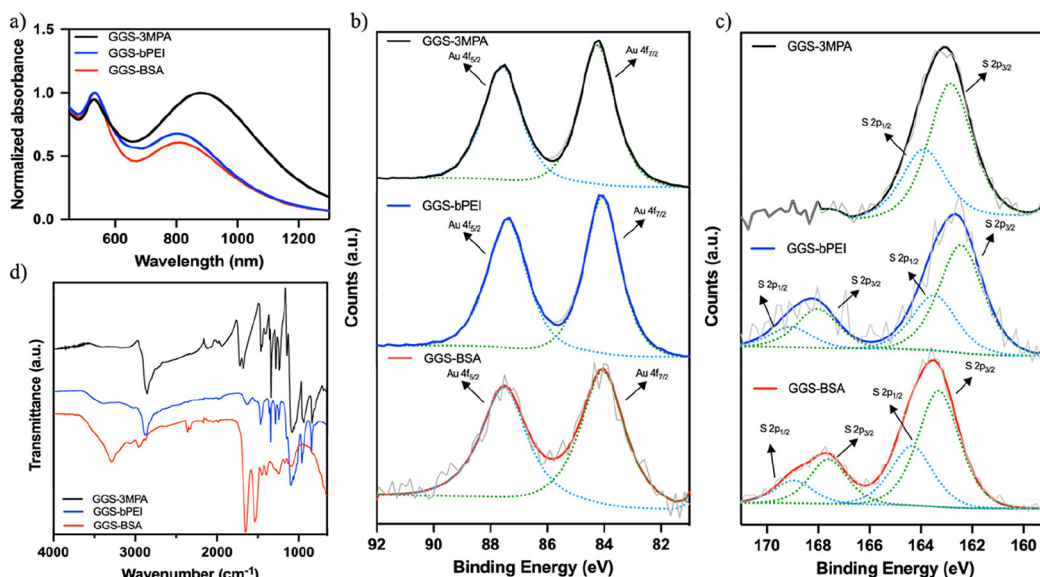 a)
1.5
1.0
0.5
0.0
Normalized absorbance
GGS-3MPA
GGS-bPEI
GGS-BSA
600 800 1000 1200
Wavelength (nm)
b)
Counts (a.u.)
GGS-3MPA
Au 4f5/2
Au 4f7/2
GGS-bPEI
Au 4f5/2
Au 4f7/2
GGS-BSA
Au 4f5/2
Au 4f7/2
92 90 88 86 84 82
Binding Energy (eV)
c)
Counts (a.u.)
GGS-3MPA
S 2p3/2
S 2p1/2
GGS-bPEI
S 2p3/2
S 2p1/2
S 2p1/2
S 2p3/2
GGS-BSA
S 2p3/2
S 2p1/2
S 2p1/2
S 2p3/2
170 168 166 164 162 160
Binding Energy (eV)
d)
Transmittance (a.u.)
GGS-3MPA
GGS-bPEI
GGS-BSA
4000 3000 2000 1000
Wavenumber (cm-1)